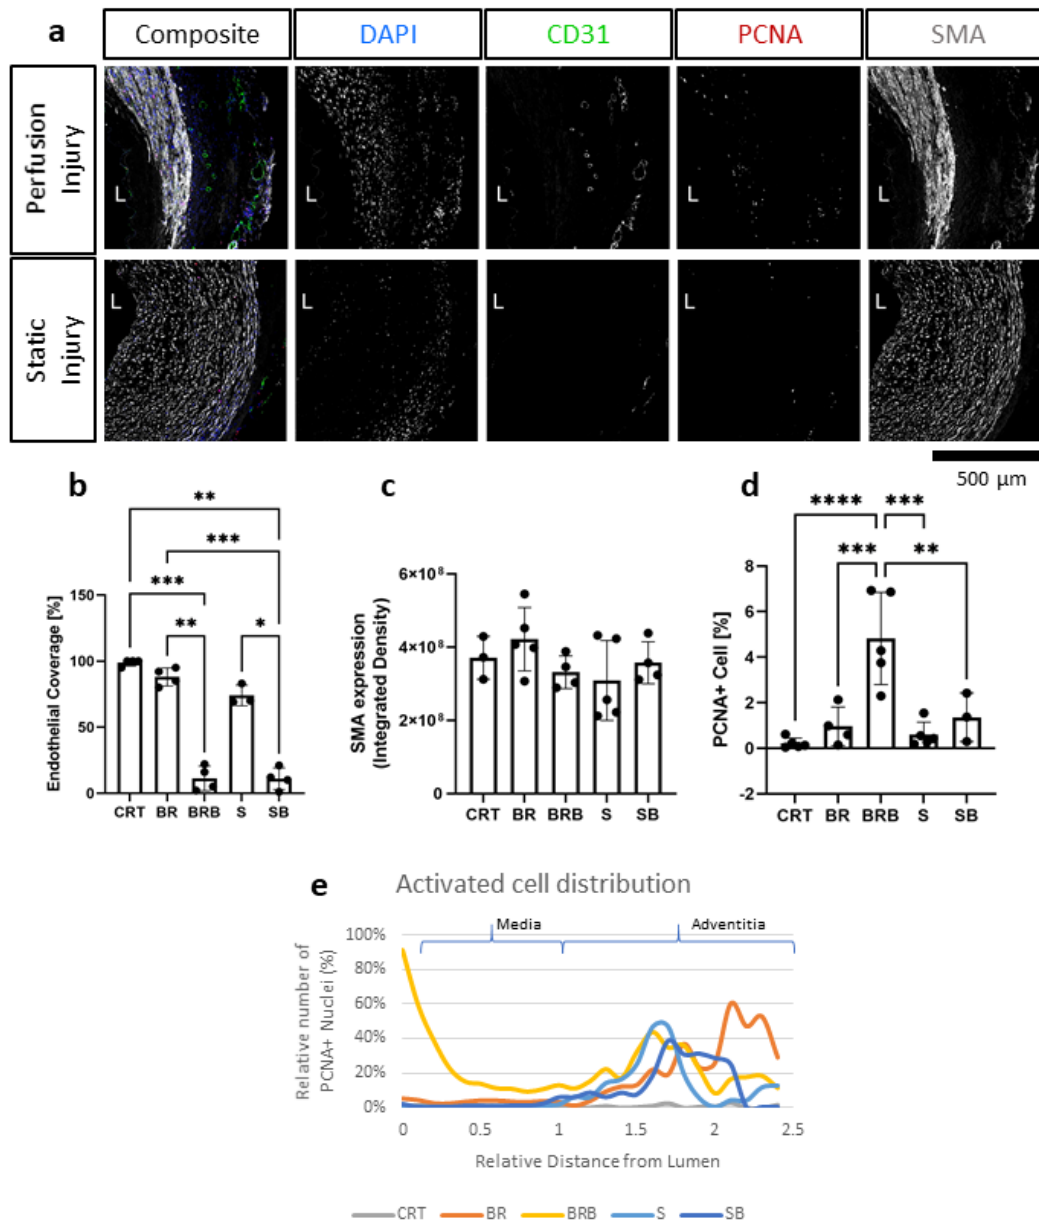 a
Composite
DAPI
CD31
PCNA
SMA
Perfusion
Injury
L
L
L
L
L
Static
Injury
L
L
L
L
L
500 µm
b
Endothelial Coverage [%]
150
100
50
0
**
***
***
**
*
CRT BR BRB S SB
c
SMA expression
(Integrated Density)
6×10⁸
4×10⁸
2×10⁸
0
CRT BR BRB S SB
d
PCNA+ Cell [%]
8
6
4
2
0
-2
**** ***
*** **
CRT BR BRB S SB
e Activated cell distribution
Media Adventitia
Relative number of
PCNA+ Nuclei (%)
100%
80%
60%
40%
20%
0%
0 0.5 1 1.5 2 2.5
Relative Distance from Lumen
CRT BR BRB S SB